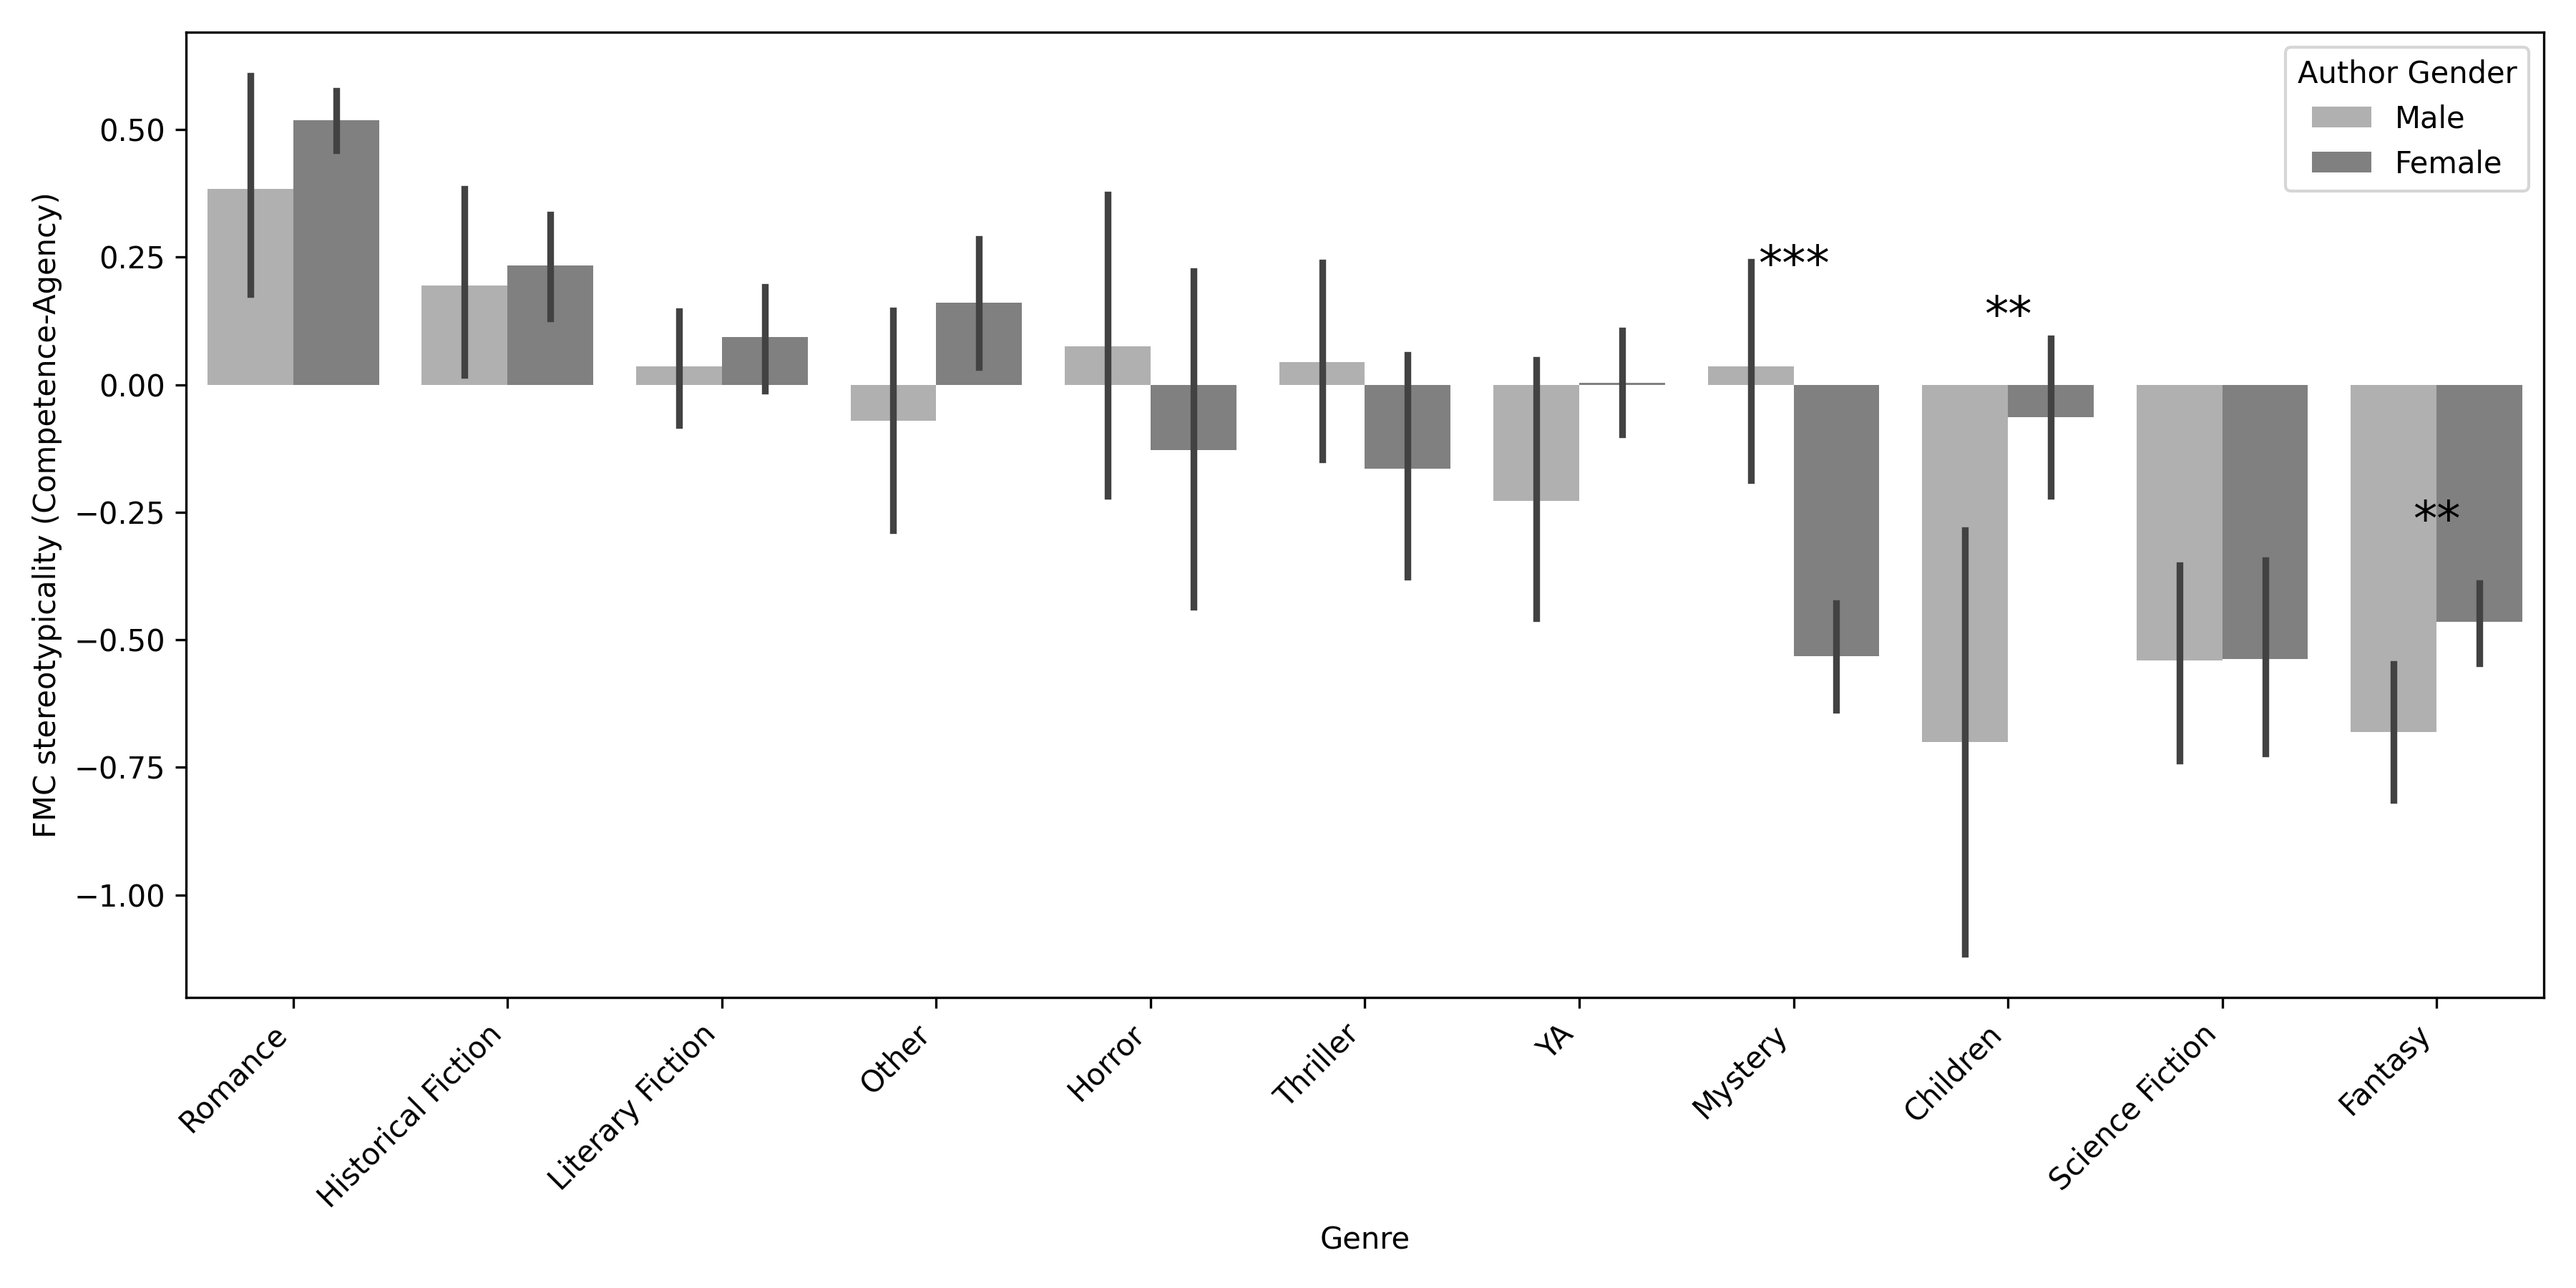 Author Gender
Male
Female
FMC stereotypicality (Competence-Agency)
0.50
0.25
0.00
−0.25
−0.50
−0.75
−1.00
***
**
**
Romance
Historical Fiction
Literary Fiction
Other
Horror
Thriller
YA
Mystery
Children
Science Fiction
Fantasy
Genre